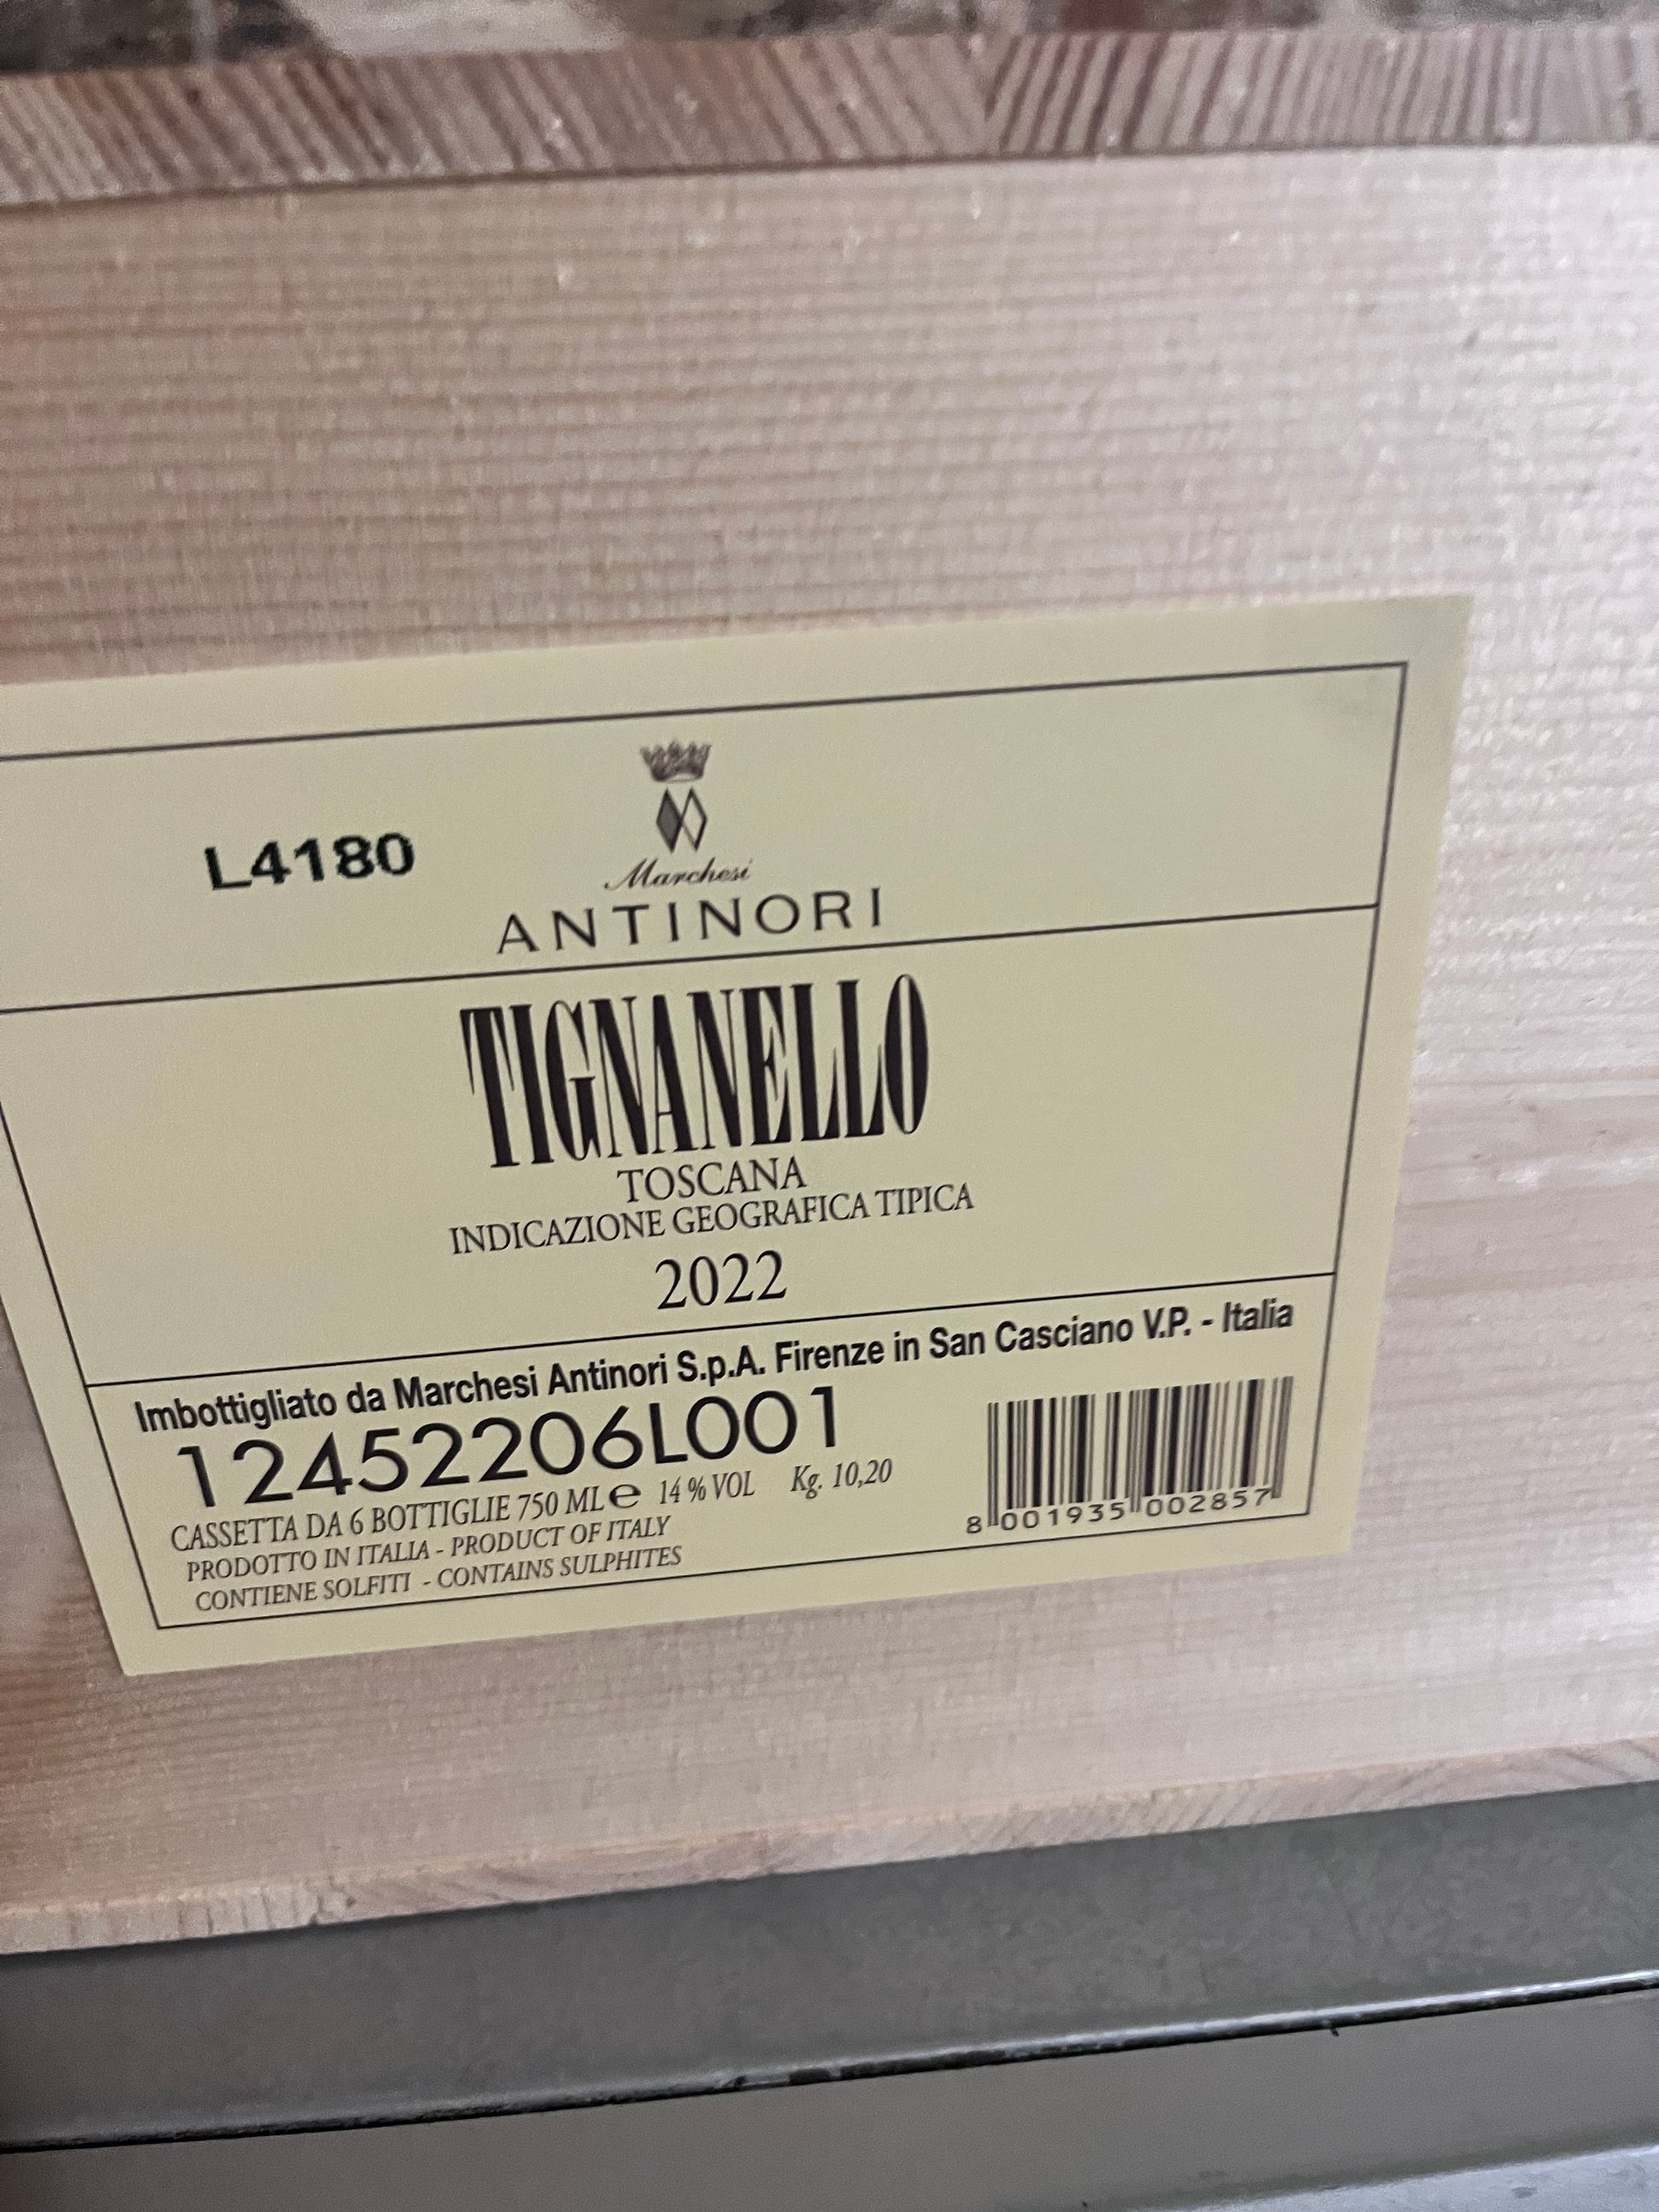 L4180
Marchesi
ANTINORI
TIGNANELLO
TOSCANA
INDICAZIONE GEOGRAFICA TIPICA
2022
Imbottigliato da Marchesi Antinori S.p.A. Firenze in San Casciano V.P. - Italia
12452206L001
CASSETTA DA 6 BOTTIGLIE 750 ML e 14 % VOL Kg. 10,20
PRODOTTO IN ITALIA - PRODUCT OF ITALY
CONTIENE SOLFITI - CONTAINS SULPHITES
8 001935 002857